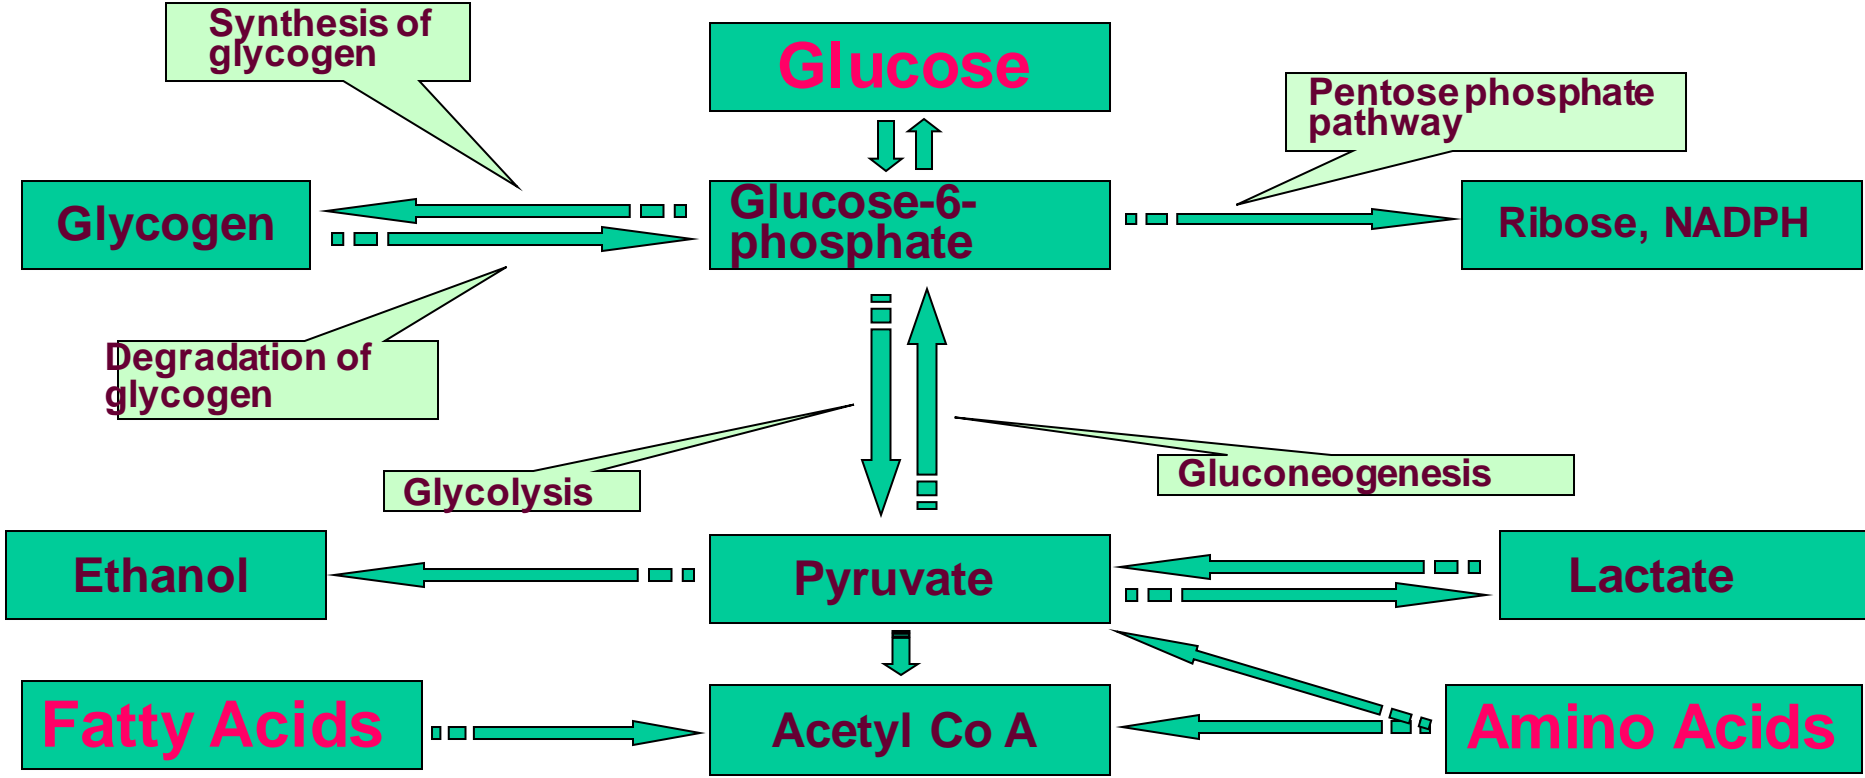 Synthesis of
glycogen
Glucose
Pentose phosphate
pathway
Glycogen
Glucose-6-
phosphate
Ribose, NADPH
Degradation of
glycogen
Glycolysis
Gluconeogenesis
Ethanol
Pyruvate
Lactate
Fatty Acids
Acetyl Co A
Amino Acids